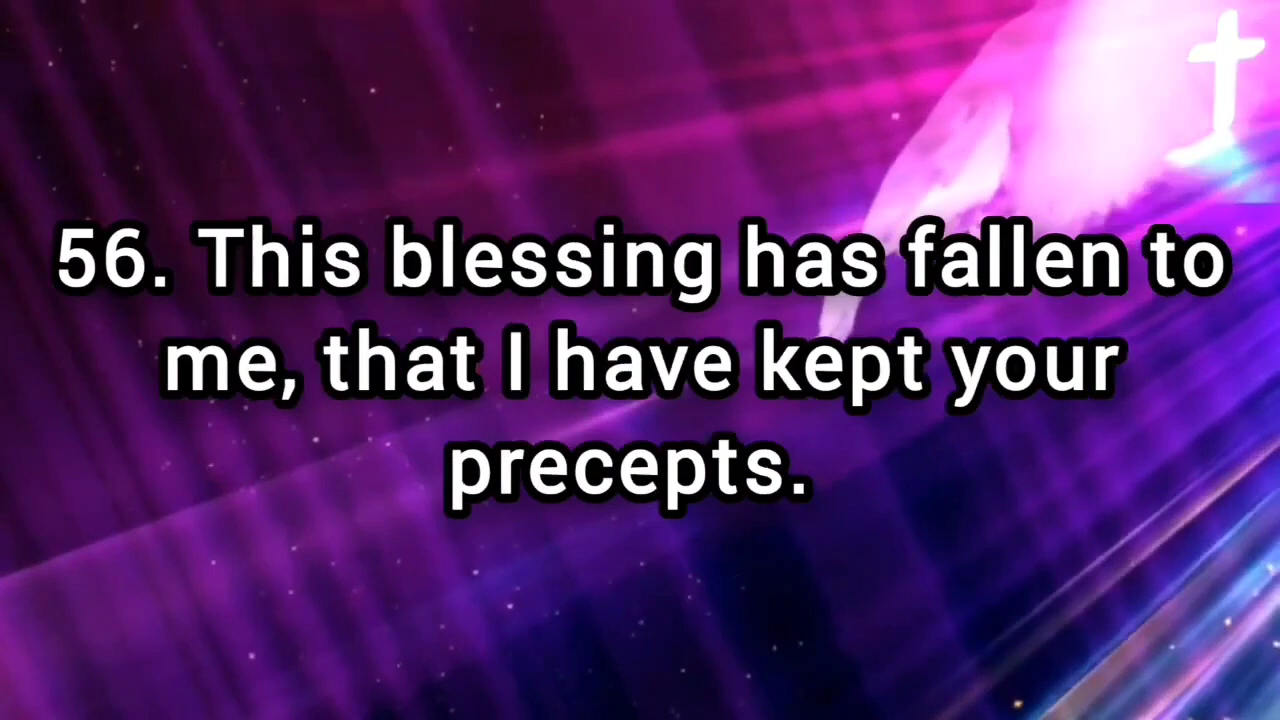 56. This blessing has fallen to
me, that I have kept your
precepts.